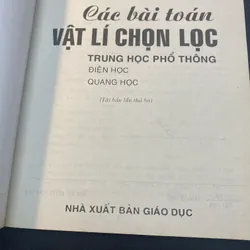 Các bài toán
VẬT LÍ CHỌN LỌC
TRUNG HỌC PHỔ THÔNG
ĐIỆN HỌC
QUANG HỌC
(Tái bản lần thứ ba)
NHÀ XUẤT BẢN GIÁO DỤC